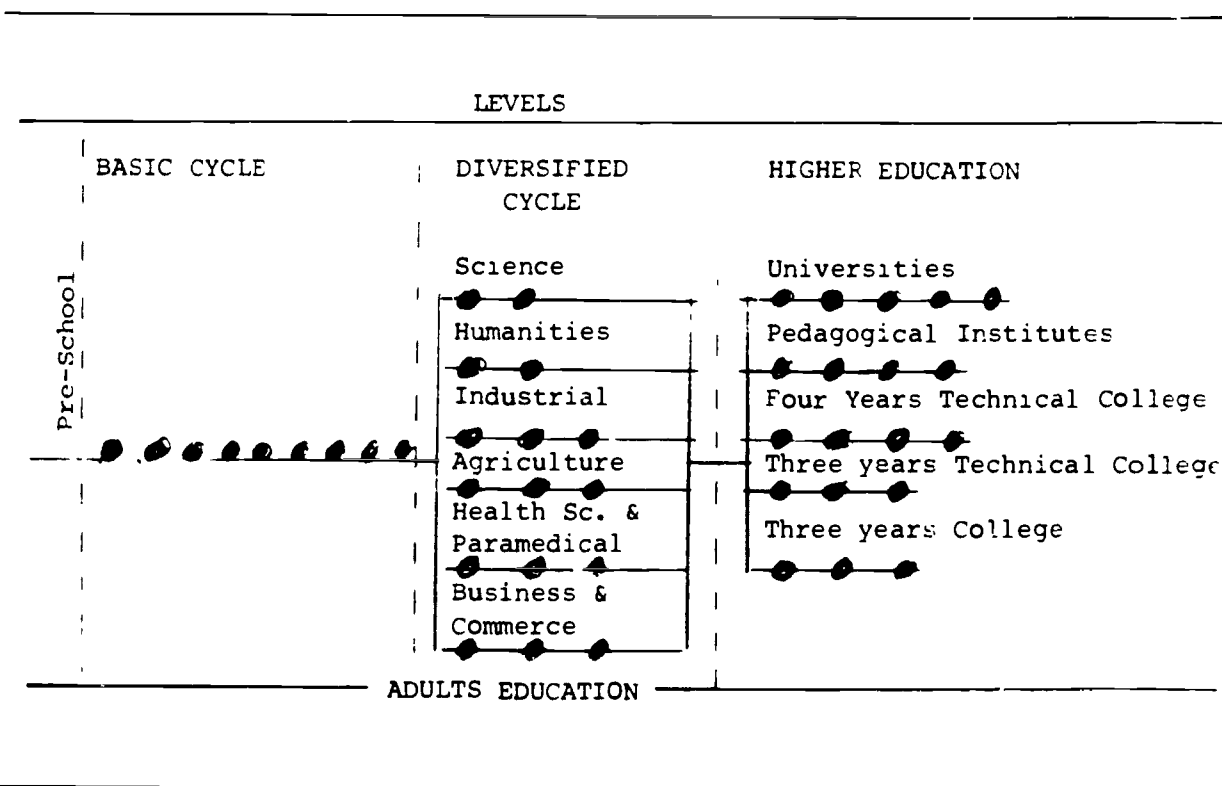 LEVELS
Pre-School
BASIC CYCLE
DIVERSIFIED
CYCLE
HIGHER EDUCATION
Science
Humanities
Industrial
Agriculture
Health Sc. &
Paramedical
Business &
Commerce
Universities
Pedagogical Institutes
Four Years Technical College
Three years Technical College
Three years College
ADULTS EDUCATION